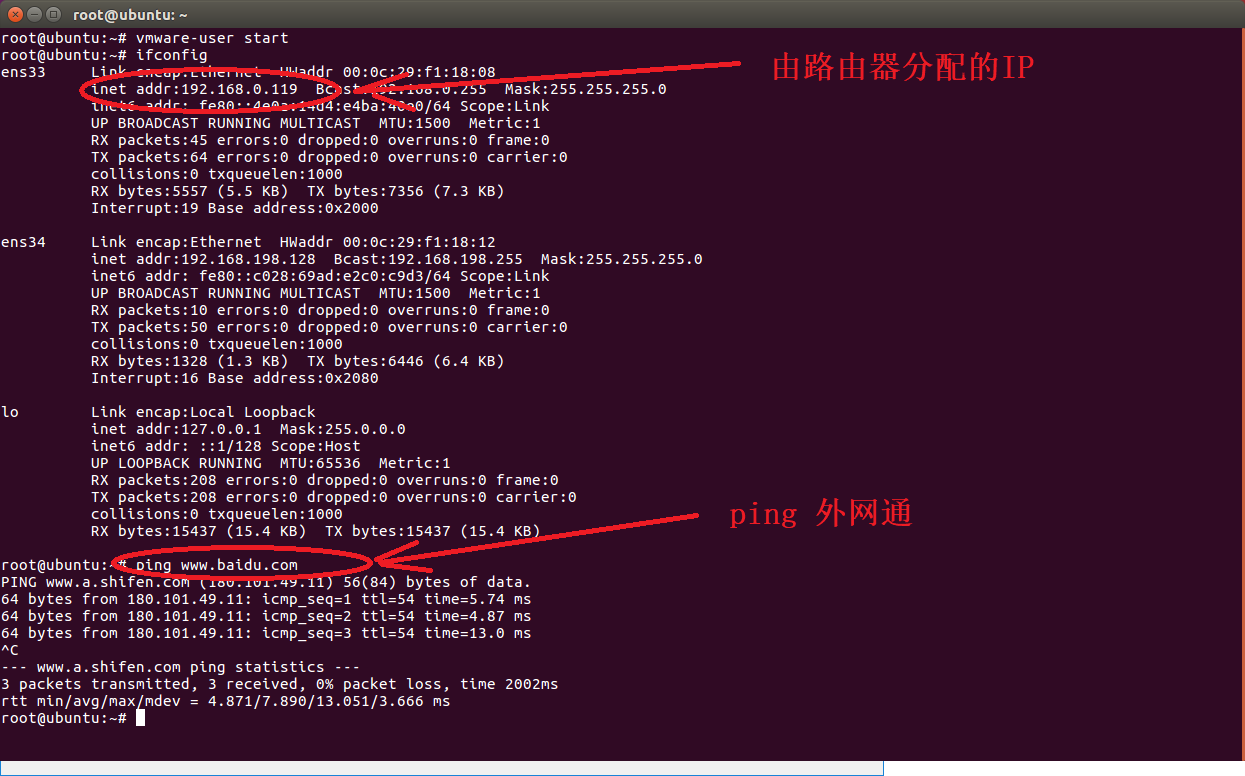 root@ubuntu: ~
root@ubuntu:~# vmware-user start
root@ubuntu:~# ifconfig
ens33     Link encap:Ethernet  HWaddr 00:0c:29:f1:18:08
由路由器分配的IP
          inet addr:192.168.0.119  Bcast:192.168.0.255  Mask:255.255.255.0
          inet6 addr: Scope:Link
          UP BROADCAST RUNNING MULTICAST  MTU:1500  Metric:1
          RX packets:45 errors:0 dropped:0 overruns:0 frame:0
          TX packets:64 errors:0 dropped:0 overruns:0 carrier:0
          collisions:0 txqueuelen:1000
          RX bytes:5557 (5.5 KB)  TX bytes:7356 (7.3 KB)
          Interrupt:19 Base address:0x2000
ens34     Link encap:Ethernet  HWaddr 00:0c:29:f1:18:12
          inet addr:192.168.198.128  Bcast:192.168.198.255  Mask:255.255.255.0
          inet6 addr: fe80::c028:69ad:e2c0:c9d3/64 Scope:Link
          UP BROADCAST RUNNING MULTICAST  MTU:1500  Metric:1
          RX packets:10 errors:0 dropped:0 overruns:0 frame:0
          TX packets:50 errors:0 dropped:0 overruns:0 carrier:0
          collisions:0 txqueuelen:1000
          RX bytes:1328 (1.3 KB)  TX bytes:6446 (6.4 KB)
          Interrupt:16 Base address:0x2080
lo        Link encap:Local Loopback
          inet addr:127.0.0.1  Mask:255.0.0.0
          inet6 addr: ::1/128 Scope:Host
          UP LOOPBACK RUNNING  MTU:65536  Metric:1
          RX packets:208 errors:0 dropped:0 overruns:0 frame:0
          TX packets:208 errors:0 dropped:0 overruns:0 carrier:0
          collisions:0 txqueuelen:1000
ping 外网通
          RX bytes:15437 (15.4 KB)  TX bytes:15437 (15.4 KB)
root@ubuntu:~# ping www.baidu.com
PING www.a.shifen.com (180.101.49.11) 56(84) bytes of data.
64 bytes from 180.101.49.11: icmp_seq=1 ttl=54 time=5.74 ms
64 bytes from 180.101.49.11: icmp_seq=2 ttl=54 time=4.87 ms
64 bytes from 180.101.49.11: icmp_seq=3 ttl=54 time=13.0 ms
^C
--- www.a.shifen.com ping statistics ---
3 packets transmitted, 3 received, 0% packet loss, time 2002ms
rtt min/avg/max/mdev = 4.871/7.890/13.051/3.666 ms
root@ubuntu:~#